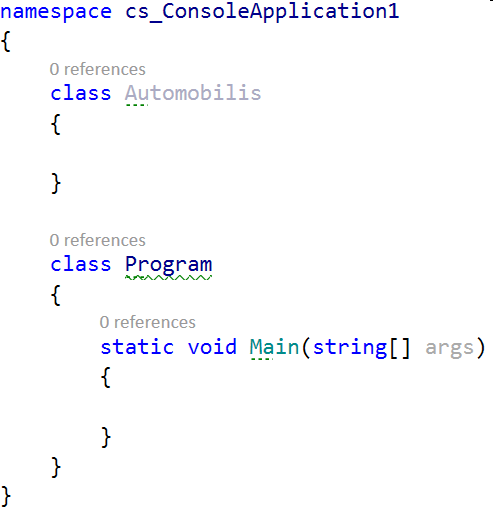 namespace cs_ConsoleApplication1
{
0 references
class Automobilis
{
}
0 references
class Program
{
0 references
static void Main(string[] args)
{
}
}
}